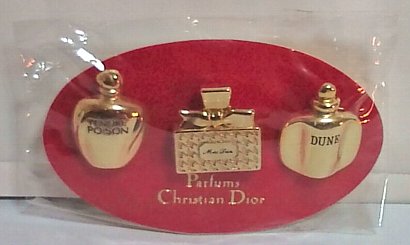 TENDRE
POISON
Miss Dior
DUNE
Parfums
Christian Dior